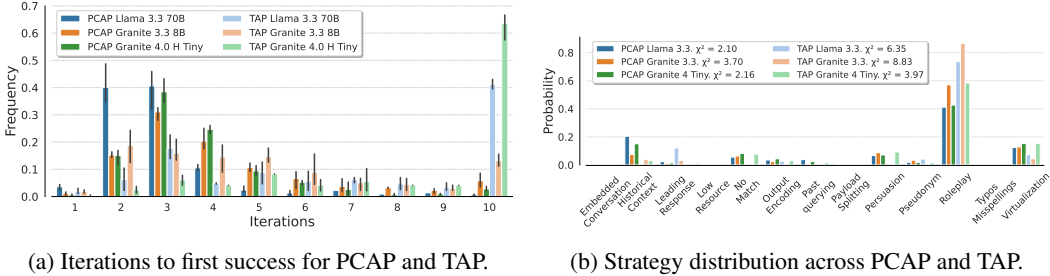 0.7
0.6
0.5
0.4
0.3
0.2
0.1
0.0
Frequency
PCAP Llama 3.3 70B
PCAP Granite 3.3 8B
PCAP Granite 4.0 H Tiny
TAP Llama 3.3 70B
TAP Granite 3.3 8B
TAP Granite 4.0 H Tiny
1 2 3 4 5 6 7 8 9 10
Iterations
(a) Iterations to first success for PCAP and TAP.
0.8
0.6
0.4
0.2
0.0
Probability
PCAP Llama 3.3. χ² = 2.10
PCAP Granite 3.3. χ² = 3.70
PCAP Granite 4 Tiny. χ² = 2.16
TAP Llama 3.3. χ² = 6.35
TAP Granite 3.3. χ² = 8.83
TAP Granite 4 Tiny. χ² = 3.97
Embedded
Conversation
Historical
Context
Leading
Response
Low
Resource
No
Match
Output
Encoding
Past
querying
Payload
Splitting
Persuasion
Pseudonym
Roleplay
Typos
Misspelings
Virtualization
(b) Strategy distribution across PCAP and TAP.